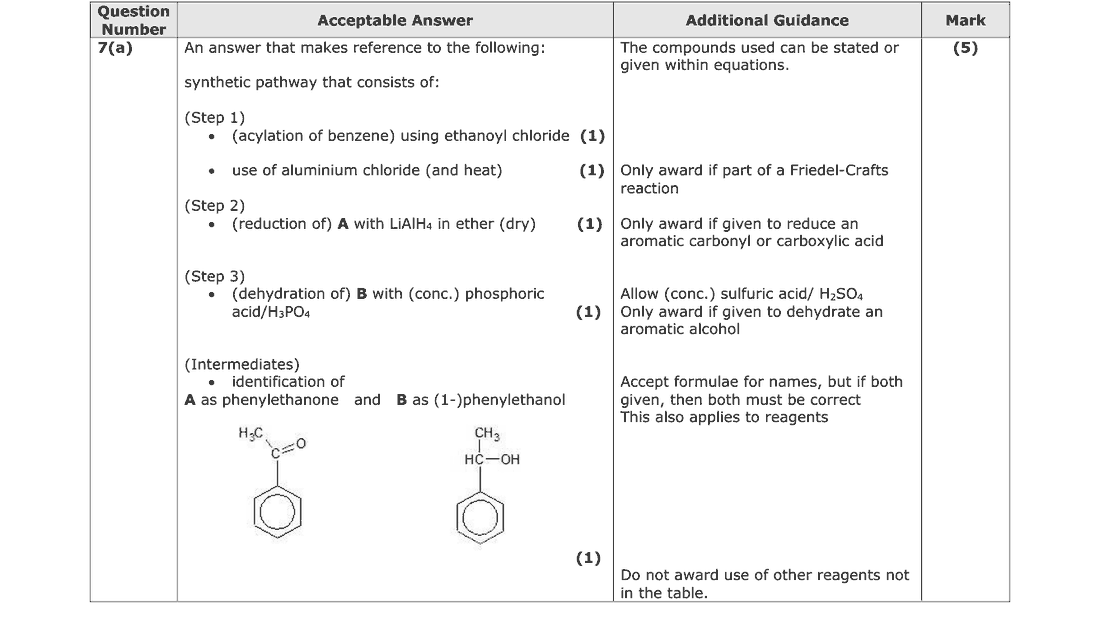 Question Number
Acceptable Answer
Additional Guidance
Mark
7(a)
An answer that makes reference to the following:
synthetic pathway that consists of:
(Step 1)
• (acylation of benzene) using ethanoyl chloride (1)
• use of aluminium chloride (and heat) (1)
(Step 2)
• (reduction of) A with LiAlH₄ in ether (dry) (1)
(Step 3)
• (dehydration of) B with (conc.) phosphoric
acid/H₃PO₄ (1)
(Intermediates)
• identification of
A as phenylethanone and B as (1-)phenylethanol
H₃C
C=O
CH₃
HC—OH
(1)
The compounds used can be stated or
given within equations.
Only award if part of a Friedel-Crafts
reaction
Only award if given to reduce an
aromatic carbonyl or carboxylic acid
Allow (conc.) sulfuric acid/ H₂SO₄
Only award if given to dehydrate an
aromatic alcohol
Accept formulae for names, but if both
given, then both must be correct
This also applies to reagents
Do not award use of other reagents not
in the table.
(5)